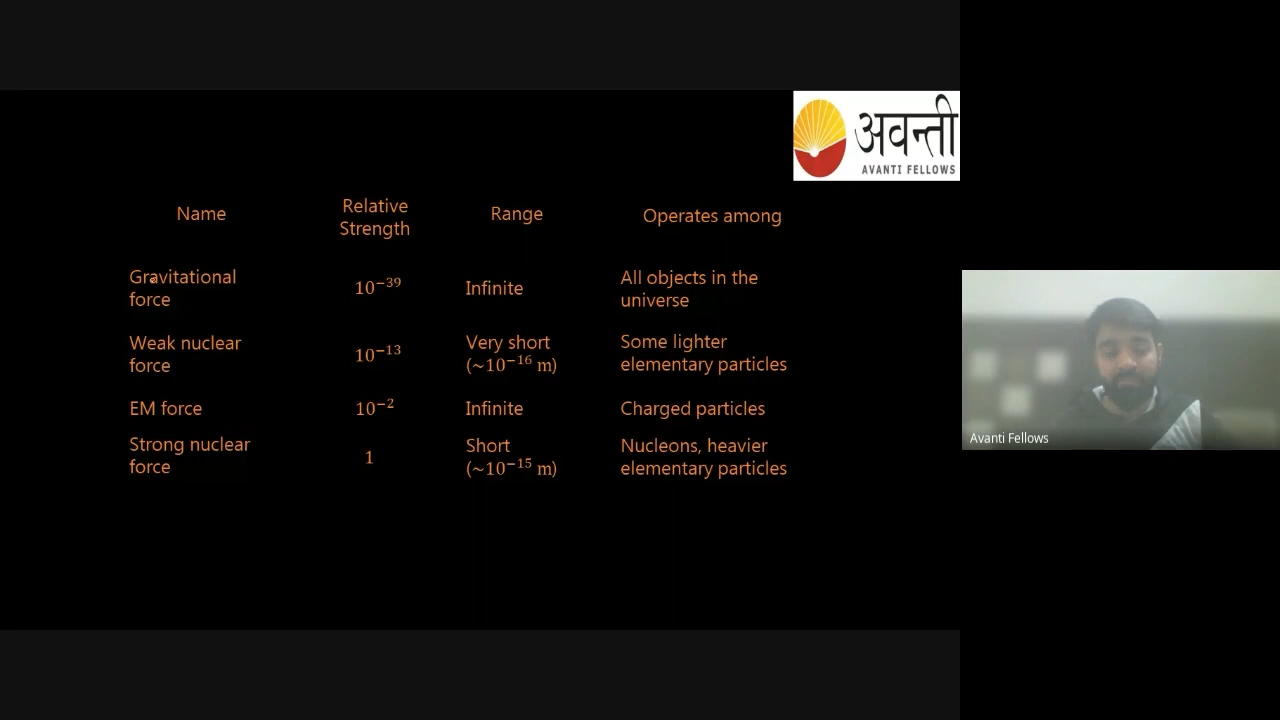 अवन्ती
AVANTI FELLOWS
Name
Relative
Strength
Range
Operates among
Gravitational
force
10⁻³⁹
Infinite
All objects in the
universe
Weak nuclear
force
10⁻¹³
Very short
(~10⁻¹⁶ m)
Some lighter
elementary particles
EM force
10⁻²
Infinite
Charged particles
Strong nuclear
force
1
Short
(~10⁻¹⁵ m)
Nucleons, heavier
elementary particles
Avanti Fellows